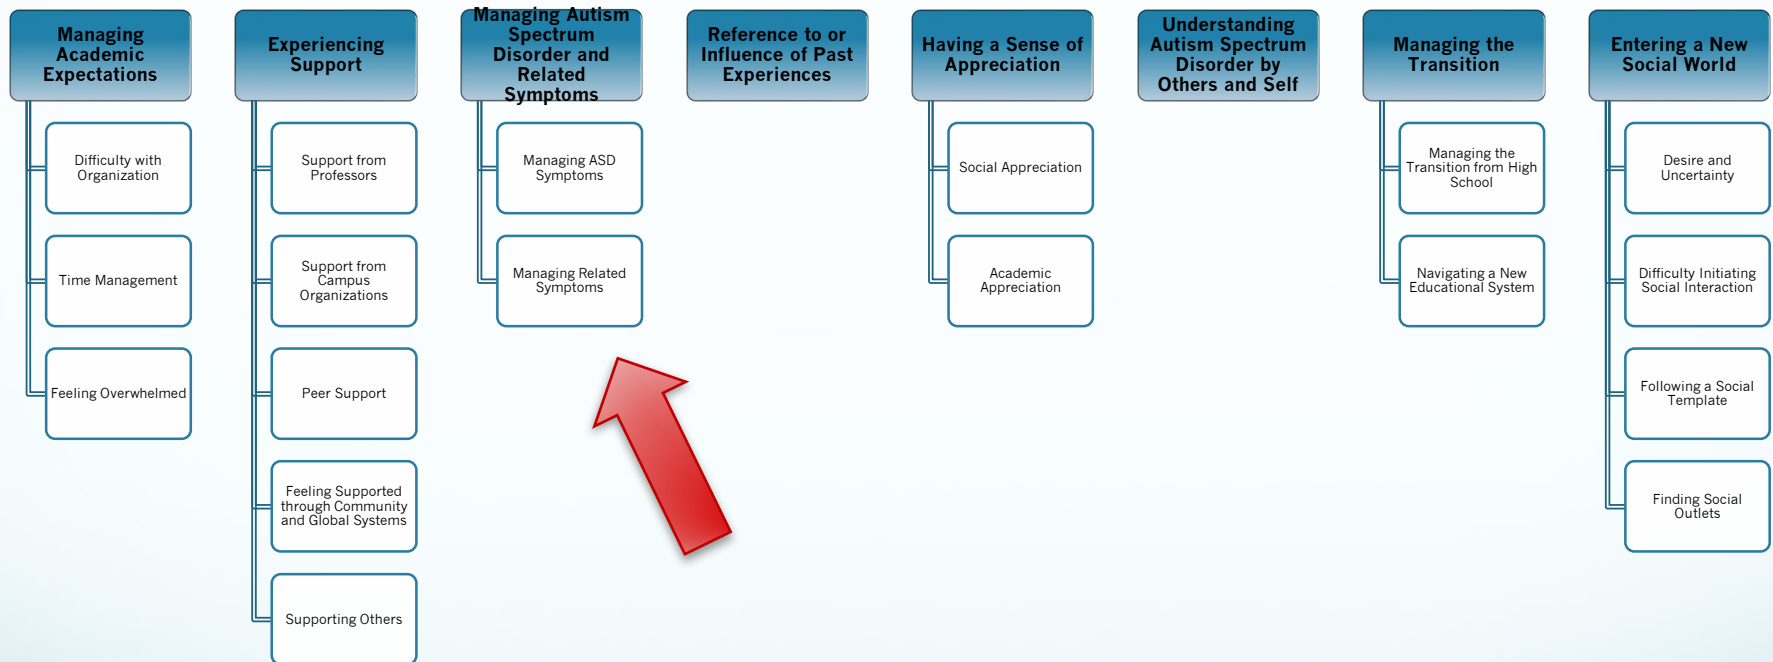 Managing
Academic
Expectations
Difficulty with
Organization
Time Management
Feeling Overwhelmed
Experiencing
Support
Support from
Professors
Support from
Campus
Organizations
Peer Support
Feeling Supported
through Community
and Global Systems
Supporting Others
Managing Autism
Spectrum
Disorder and
Related
Symptoms
Managing ASD
Symptoms
Managing Related
Symptoms
Reference to or
Influence of Past
Experiences
Having a Sense of
Appreciation
Social Appreciation
Academic
Appreciation
Understanding
Autism Spectrum
Disorder by
Others and Self
Managing the
Transition
Managing the
Transition from High
School
Navigating a New
Educational System
Entering a New
Social World
Desire and
Uncertainty
Difficulty Initiating
Social Interaction
Following a Social
Template
Finding Social
Outlets